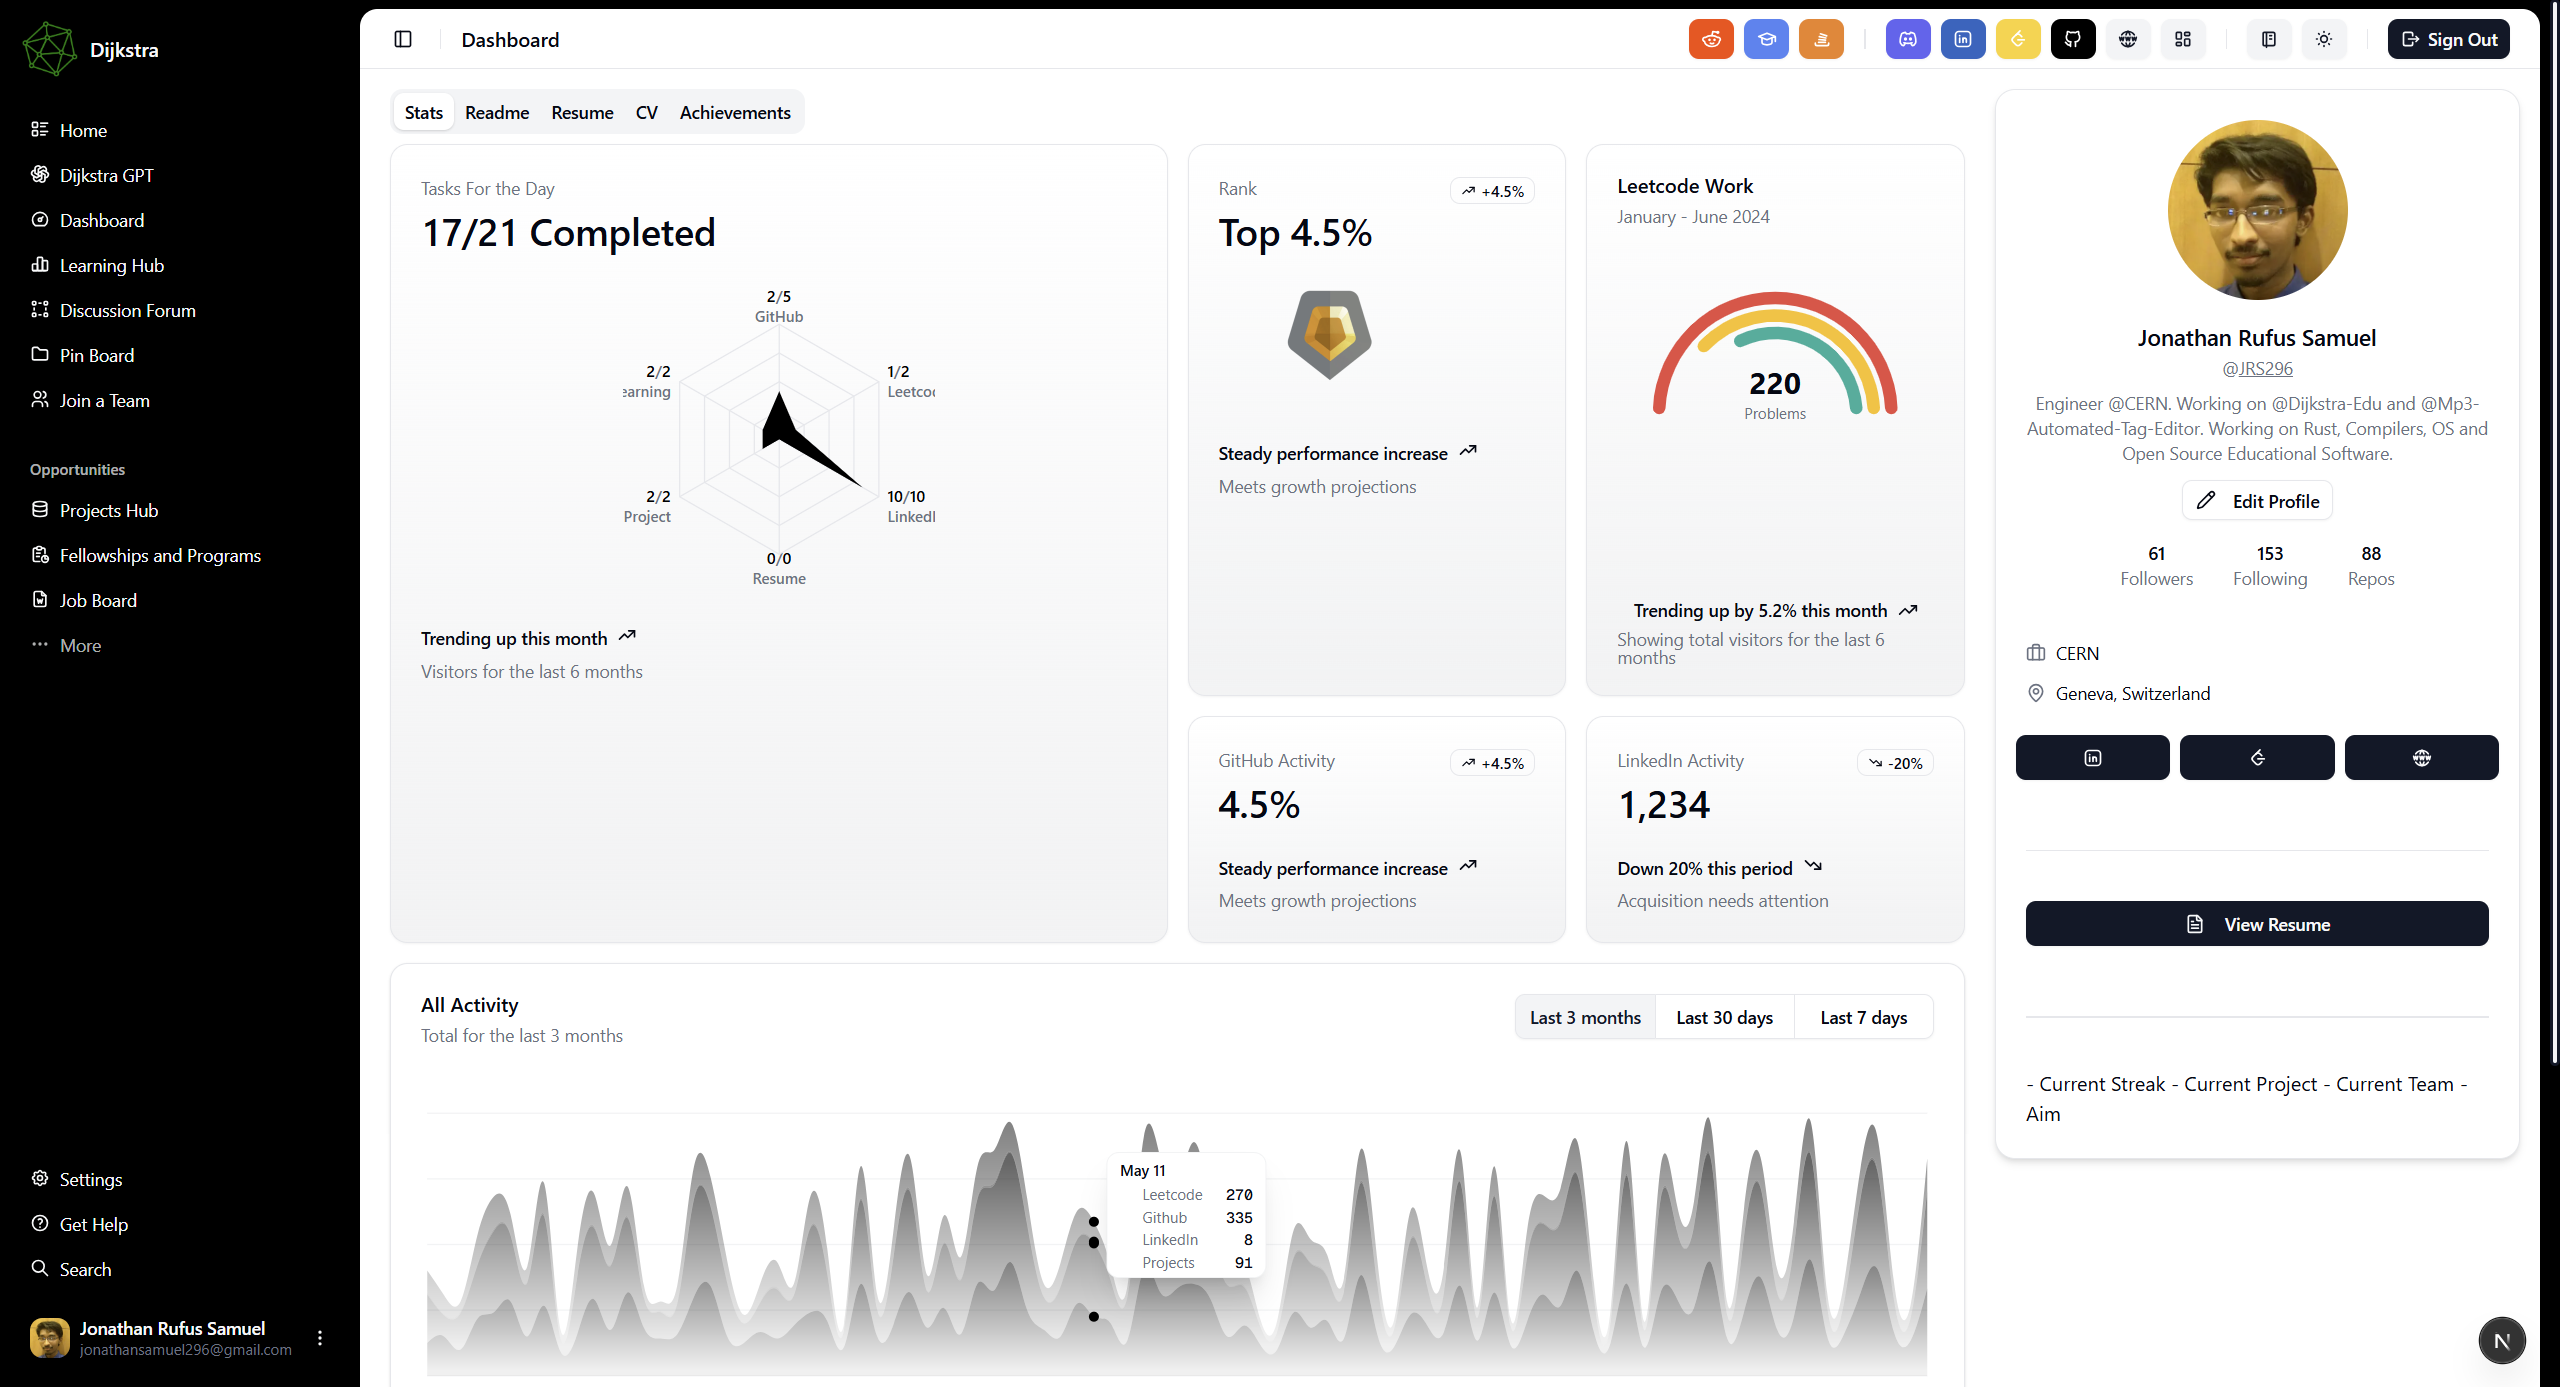 Dijkstra
Home
Dijkstra GPT
Dashboard
Learning Hub
Discussion Forum
Pin Board
Join a Team
Opportunities
Projects Hub
Fellowships and Programs
Job Board
More
Settings
Get Help
Search
Jonathan Rufus Samuel
jonathansamuel296@gmail.com
Dashboard
Sign Out
Stats Readme Resume CV Achievements
Tasks For the Day
17/21 Completed
2/5
GitHub
2/2
earning
1/2
Leetcod
2/2
Project
10/10
LinkedI
0/0
Resume
Trending up this month
Visitors for the last 6 months
Rank
+4.5%
Top 4.5%
Steady performance increase
Meets growth projections
Leetcode Work
January - June 2024
220
Problems
Trending up by 5.2% this month
Showing total visitors for the last 6
months
GitHub Activity
+4.5%
4.5%
Steady performance increase
Meets growth projections
LinkedIn Activity
-20%
1,234
Down 20% this period
Acquisition needs attention
All Activity
Total for the last 3 months
Last 3 months Last 30 days Last 7 days
May 11
Leetcode 270
Github 335
LinkedIn 8
Projects 91
Jonathan Rufus Samuel
@JRS296
Engineer @CERN. Working on @Dijkstra-Edu and @Mp3-
Automated-Tag-Editor. Working on Rust, Compilers, OS and
Open Source Educational Software.
Edit Profile
61 153 88
Followers Following Repos
CERN
Geneva, Switzerland
View Resume
- Current Streak - Current Project - Current Team -
Aim
N